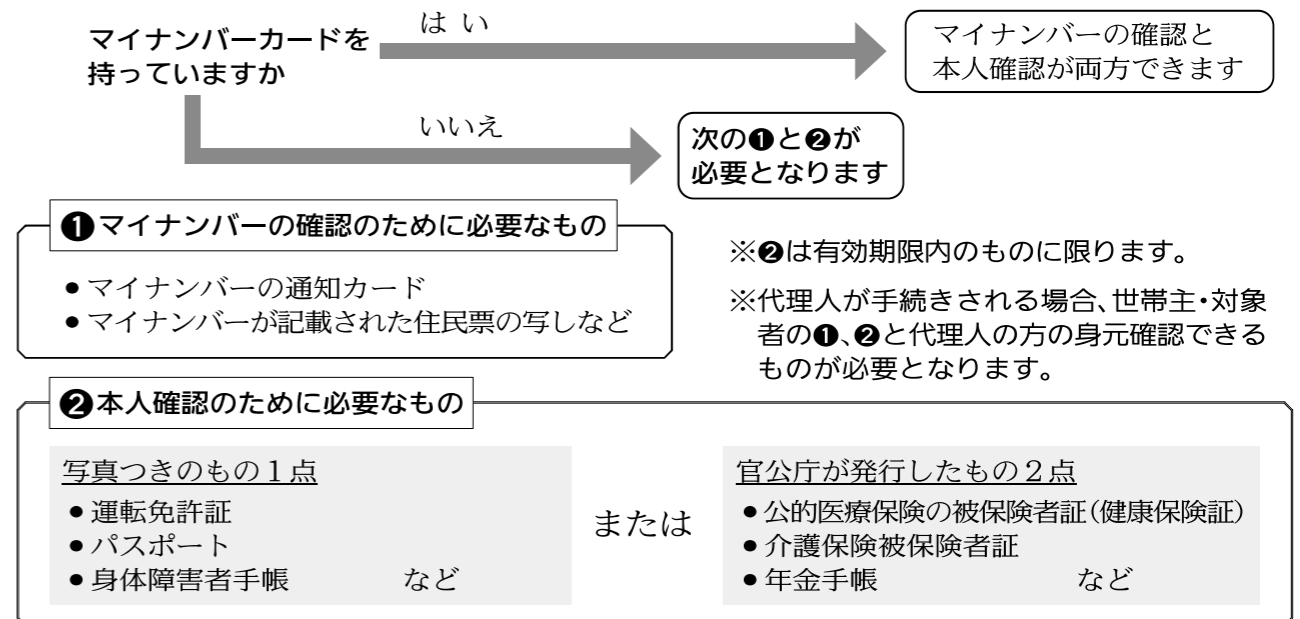 マイナンバーカードを
持っていますか
は い
マイナンバーの確認と
本人確認が両方できます
いいえ
次の❶と❷が
必要となります
❶マイナンバーの確認のために必要なもの
● マイナンバーの通知カード
● マイナンバーが記載された住民票の写しなど
※❷は有効期限内のものに限ります。
※代理人が手続きされる場合、世帯主・対象
者の❶、❷と代理人の方の身元確認できる
ものが必要となります。
❷本人確認のために必要なもの
写真つきのもの１点
● 運転免許証
● パスポート
● 身体障害者手帳 など
または
官公庁が発行したもの２点
● 公的医療保険の被保険者証(健康保険証)
● 介護保険被保険者証
● 年金手帳 など